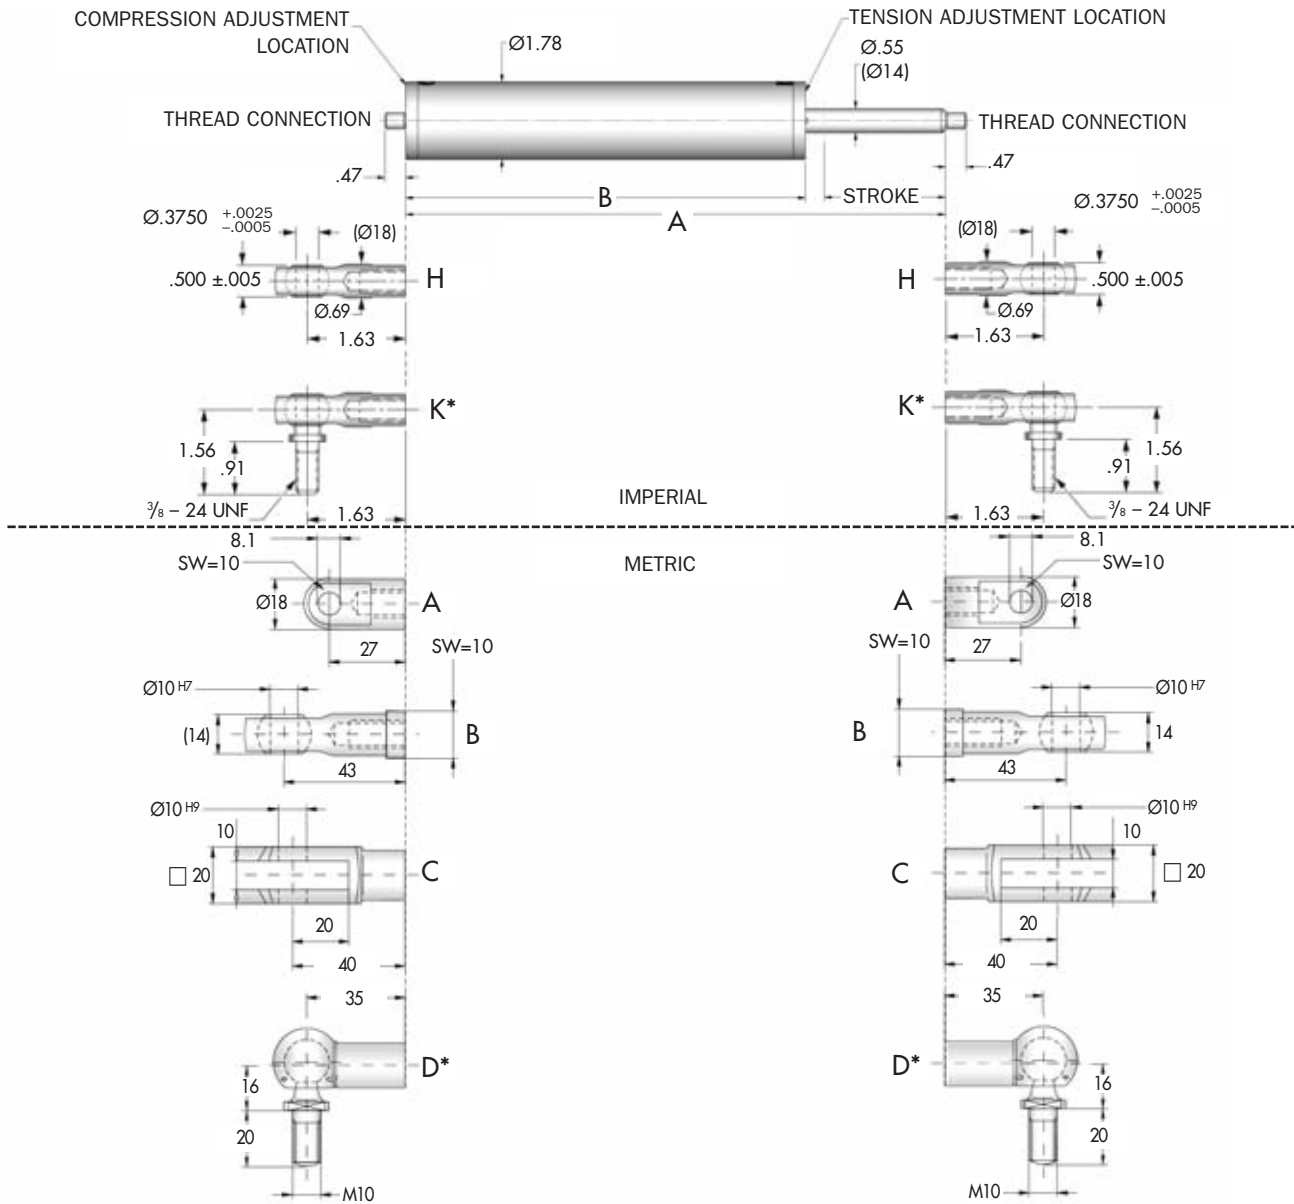 COMPRESSION ADJUSTMENT
LOCATION
TENSION ADJUSTMENT LOCATION
Ø1.78
Ø.55
(Ø14)
THREAD CONNECTION
THREAD CONNECTION
.47
.47
B
STROKE
A
Ø.3750 +.0025
–.0005
Ø.3750 +.0025
–.0005
(Ø18)
(Ø18)
.500 ±.005
H
H
.500 ±.005
Ø.69
Ø.69
1.63
1.63
K*
K*
1.56
.91
1.56
.91
3/8 – 24 UNF
IMPERIAL
3/8 – 24 UNF
1.63
1.63
8.1
8.1
SW=10
METRIC
SW=10
Ø18
A
A
Ø18
27
SW=10
SW=10
27
Ø10 H7
Ø10 H7
(14)
B
B
14
43
43
Ø10 H9
Ø10 H9
10
10
□ 20
C
C
□ 20
20
20
40
40
35
35
D*
D*
16
16
20
20
M10
M10